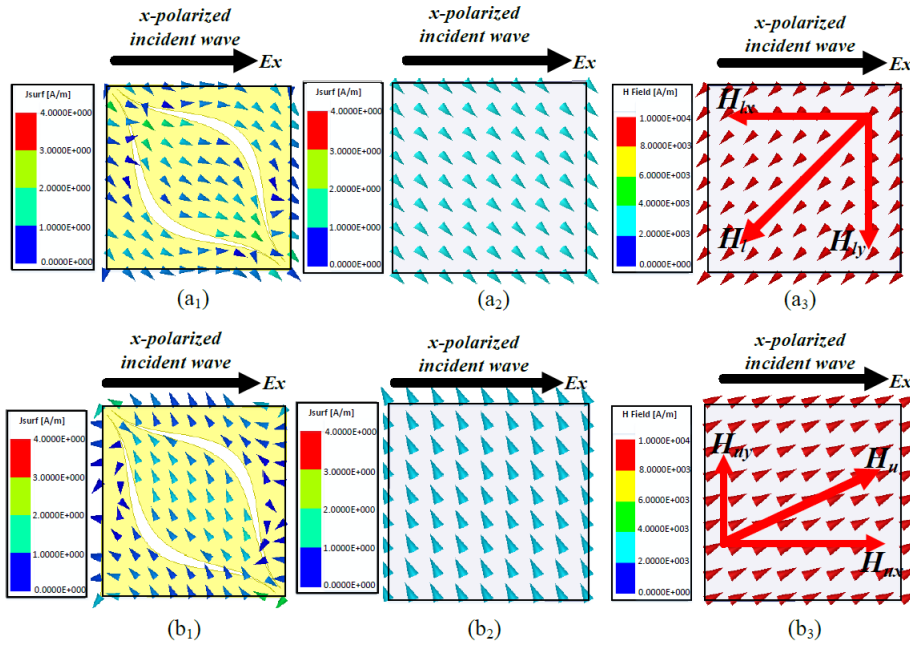 x-polarized
incident wave
Ex
Jsurf [A/m]
4.0000E+000
3.0000E+000
2.0000E+000
1.0000E+000
0.0000E+000
(a1)
x-polarized
incident wave
Ex
Jsurf [A/m]
4.0000E+000
3.0000E+000
2.0000E+000
1.0000E+000
0.0000E+000
(a2)
x-polarized
incident wave
Ex
H Field [A/m]
1.0000E+004
8.0000E+003
6.0000E+003
4.0000E+003
2.0000E+003
0.0000E+000
Hlx
Hl
Hly
(a3)
x-polarized
incident wave
Ex
Jsurf [A/m]
4.0000E+000
3.0000E+000
2.0000E+000
1.0000E+000
0.0000E+000
(b1)
x-polarized
incident wave
Ex
Jsurf [A/m]
4.0000E+000
3.0000E+000
2.0000E+000
1.0000E+000
0.0000E+000
(b2)
x-polarized
incident wave
Ex
H Field [A/m]
1.0000E+004
8.0000E+003
6.0000E+003
4.0000E+003
2.0000E+003
0.0000E+000
Hu
(b3)